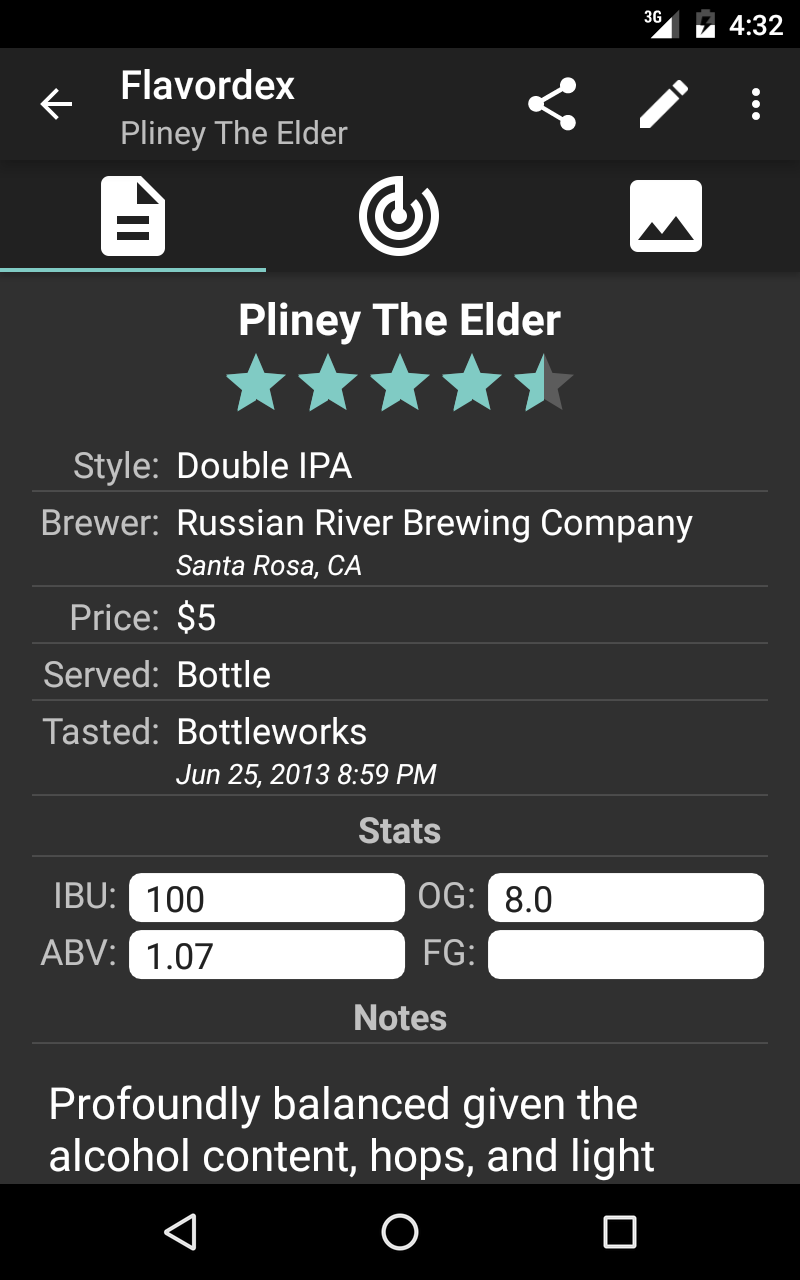 3G 4:32
Flavordex
Pliney The Elder
Pliney The Elder
Style: Double IPA
Brewer: Russian River Brewing Company
Santa Rosa, CA
Price: $5
Served: Bottle
Tasted: Bottleworks
Jun 25, 2013 8:59 PM
Stats
IBU: 100 OG: 8.0
ABV: 1.07 FG:
Notes
Profoundly balanced given the
alcohol content, hops, and light